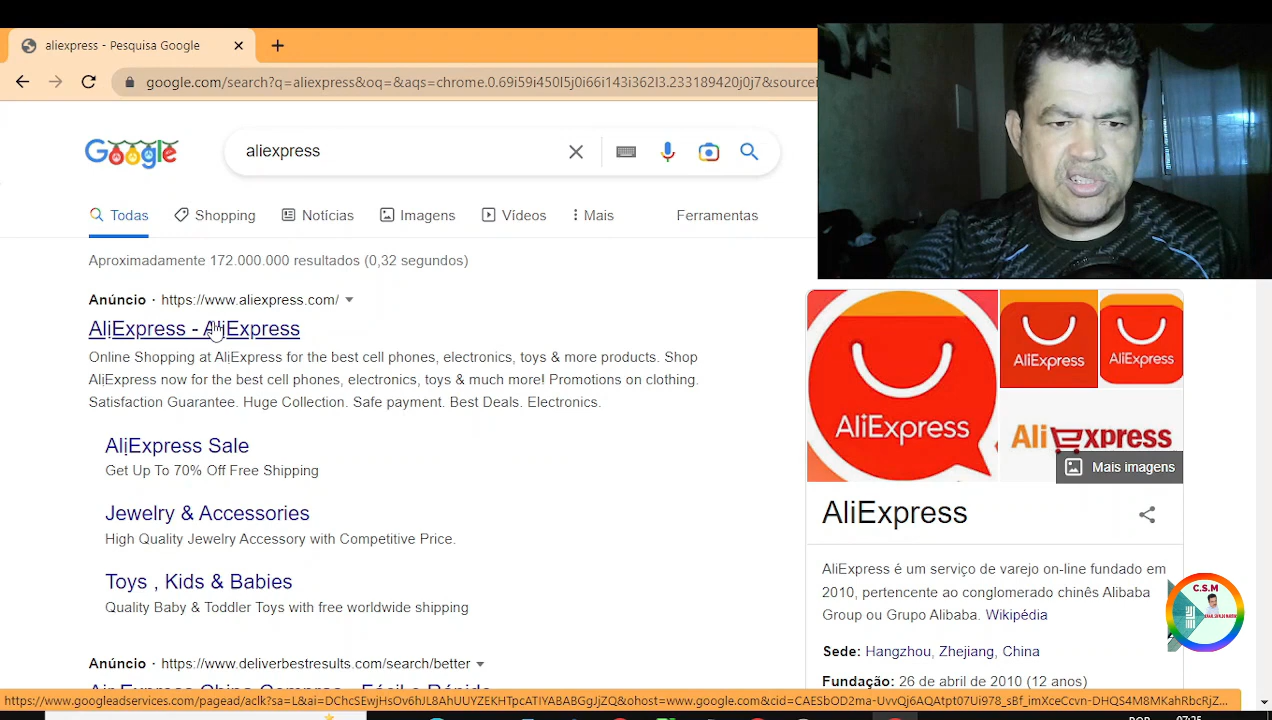 aliexpress - Pesquisa Google
google.com/search?q=aliexpress&oq=&aqs=chrome.0.69i59i450l5j0i66i143i362l3.233189420j0j7&sourcei
Google
aliexpress
Todas
Shopping
Notícias
Imagens
Vídeos
Mais
Ferramentas
Aproximadamente 172.000.000 resultados (0,32 segundos)
Anúncio · https://www.aliexpress.com/
AliExpress - AliExpress
Online Shopping at AliExpress for the best cell phones, electronics, toys & more products. Shop
AliExpress now for the best cell phones, electronics, toys & much more! Promotions on clothing.
Satisfaction Guarantee. Huge Collection. Safe payment. Best Deals. Electronics.
AliExpress Sale
Get Up To 70% Off Free Shipping
Jewelry & Accessories
High Quality Jewelry Accessory with Competitive Price.
Toys , Kids & Babies
Quality Baby & Toddler Toys with free worldwide shipping
Anúncio · https://www.deliverbestresults.com/search/better
AliExpress
AliExpress
AliExpress
AliExpress
Mais imagens
AliExpress
AliExpress é um serviço de varejo on-line fundado em
2010, pertencente ao conglomerado chinês Alibaba
Group ou Grupo Alibaba. Wikipédia
Sede: Hangzhou, Zhejiang, China
Fundação: 26 de abril de 2010 (12 anos)
C.S.M